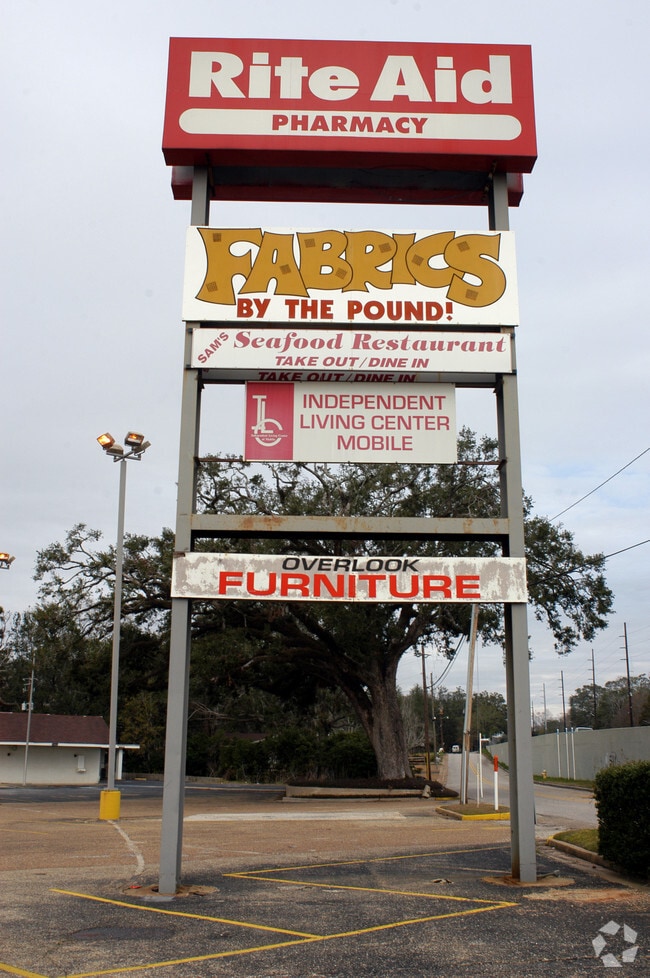 Rite Aid
PHARMACY
FABRICS
BY THE POUND!
SAM'S Seafood Restaurant
TAKE OUT/DINE IN
TAKE OUT/DINE IN
INDEPENDENT
LIVING CENTER
MOBILE
OVERLOOK
FURNITURE